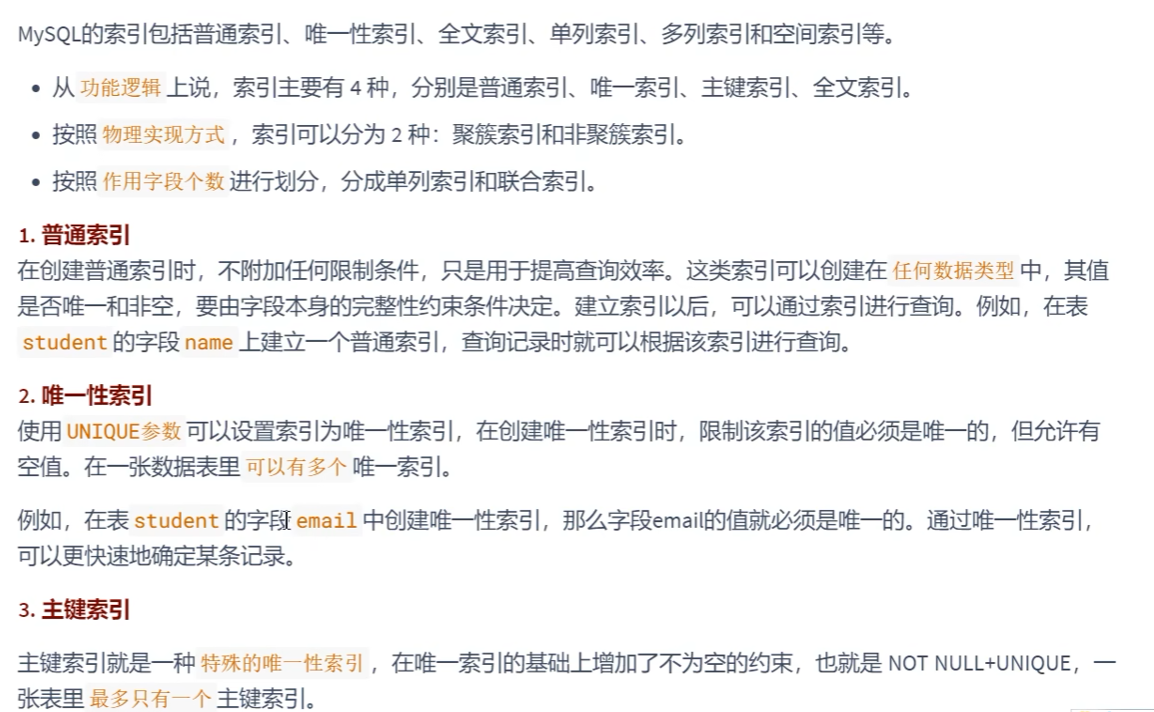 MySQL的索引包括普通索引、唯一性索引、全文索引、单列索引、多列索引和空间索引等。
• 从 功能逻辑 上说，索引主要有 4 种，分别是普通索引、唯一索引、主键索引、全文索引。
• 按照 物理实现方式 ，索引可以分为 2 种：聚簇索引和非聚簇索引。
• 按照 作用字段个数 进行划分，分成单列索引和联合索引。
1. 普通索引
在创建普通索引时，不附加任何限制条件，只是用于提高查询效率。这类索引可以创建在 任何数据类型 中，其值
是否唯一和非空，要由字段本身的完整性约束条件决定。建立索引以后，可以通过索引进行查询。例如，在表
student 的字段 name 上建立一个普通索引，查询记录时就可以根据该索引进行查询。
2. 唯一性索引
使用 UNIQUE参数 可以设置索引为唯一性索引，在创建唯一性索引时，限制该索引的值必须是唯一的，但允许有
空值。在一张数据表里 可以有多个 唯一索引。
例如，在表 student 的字段 email 中创建唯一性索引，那么字段email的值就必须是唯一的。通过唯一性索引，
可以更快速地确定某条记录。
3. 主键索引
主键索引就是一种 特殊的唯一性索引 ，在唯一索引的基础上增加了不为空的约束，也就是 NOT NULL+UNIQUE，一
张表里 最多只有一个 主键索引。